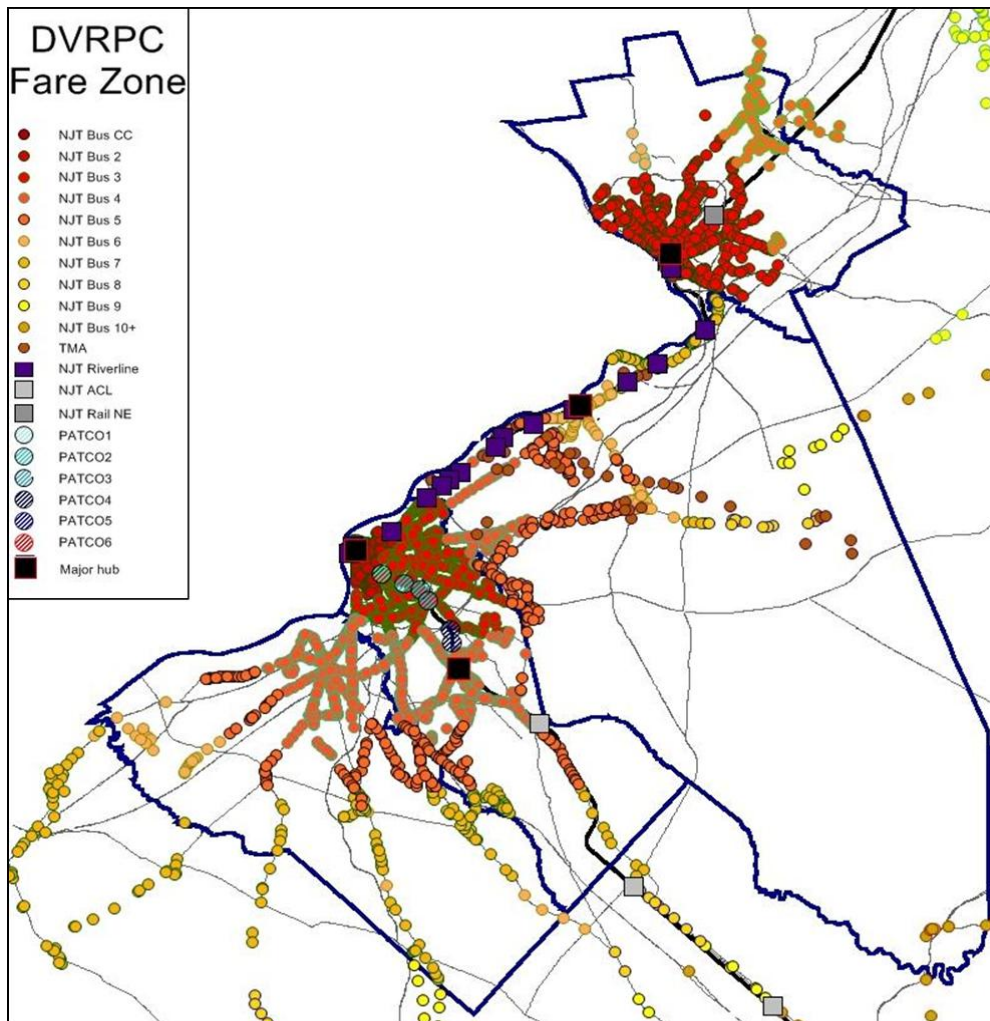 DVRPC
Fare Zone
NJT Bus CC
NJT Bus 2
NJT Bus 3
NJT Bus 4
NJT Bus 5
NJT Bus 6
NJT Bus 7
NJT Bus 8
NJT Bus 9
NJT Bus 10+
TMA
NJT Riverline
NJT ACL
NJT Rail NE
PATCO1
PATCO2
PATCO3
PATCO4
PATCO5
PATCO6
Major hub